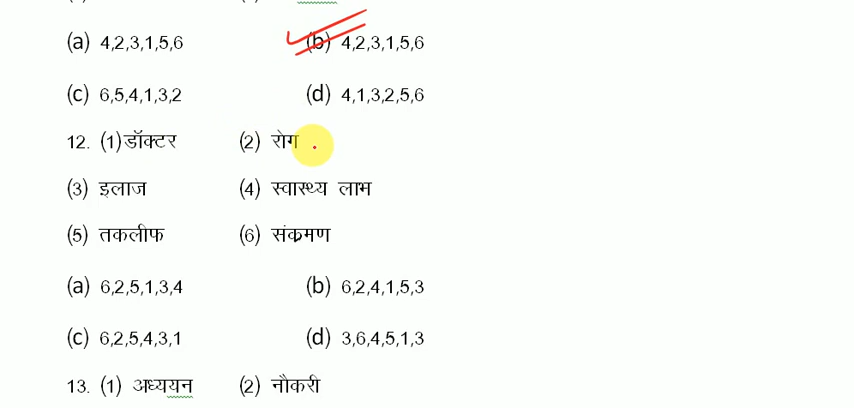 (a) 4,2,3,1,5,6 (b) 4,2,3,1,5,6
(c) 6,5,4,1,3,2 (d) 4,1,3,2,5,6
12. (1)डॉक्टर (2) रोग
(3) इलाज (4) स्वास्थ्य लाभ
(5) तकलीफ (6) संक्रमण
(a) 6,2,5,1,3,4 (b) 6,2,4,1,5,3
(c) 6,2,5,4,3,1 (d) 3,6,4,5,1,3
13. (1) अध्ययन (2) नौकरी